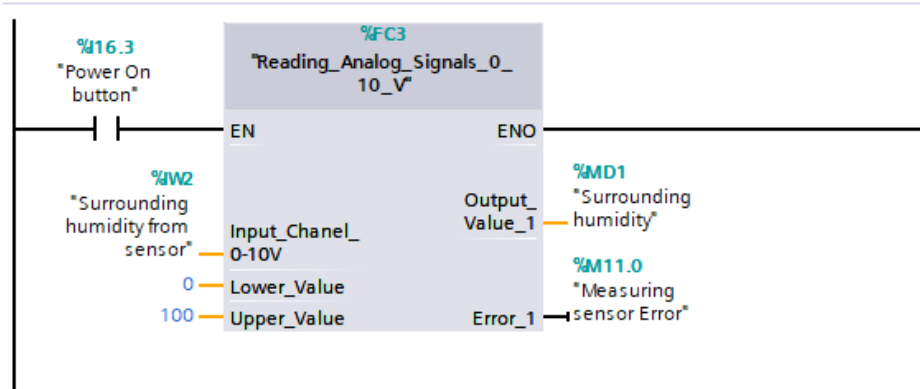 %FC3
%I16.3
"Power On
button"
"Reading_Analog_Signals_0_
10_V"
EN
ENO
%IW2
"Surrounding
humidity from
sensor"
Input_Chanel_
0-10V
0
Lower_Value
100
Upper_Value
Output_
Value_1
%MD1
"Surrounding
humidity"
Error_1
%M11.0
"Measuring
sensor Error"